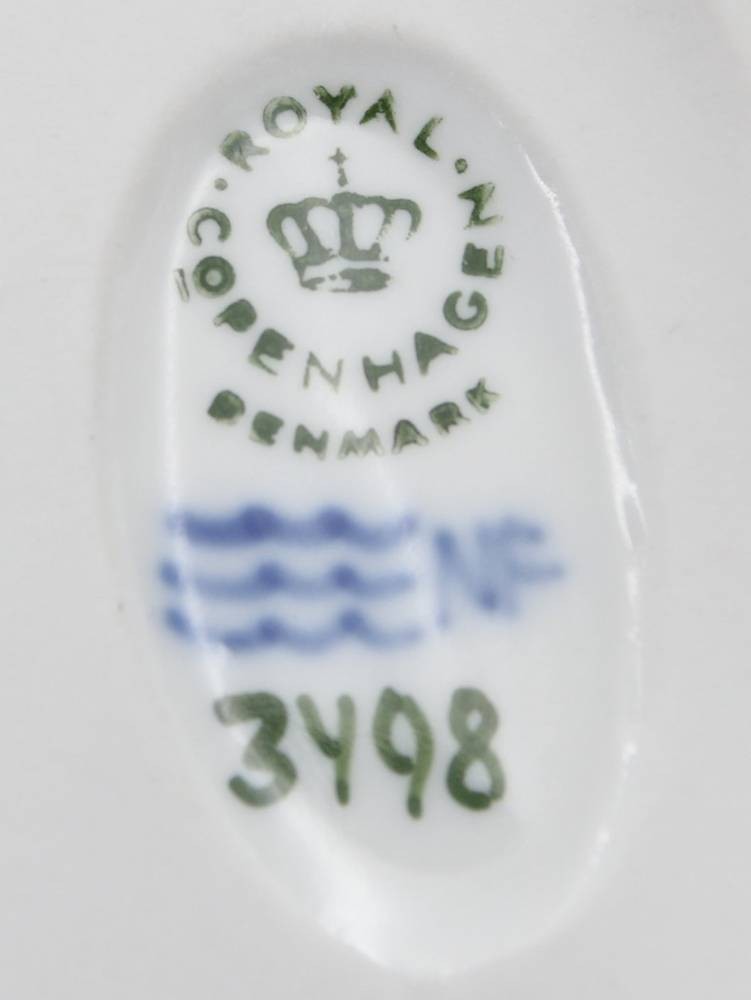 ROYAL
COPENHAGEN
DENMARK
NF
3498